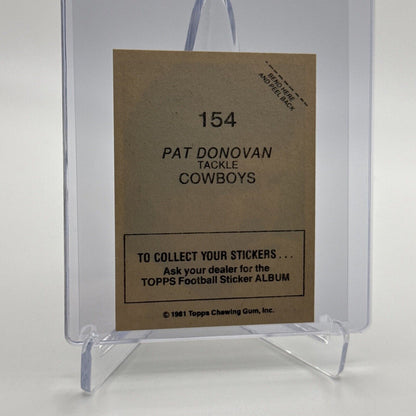 BEND HERE
AND PEEL BACK
154
PAT DONOVAN
TACKLE
COWBOYS
TO COLLECT YOUR STICKERS...
Ask your dealer for the
TOPPS Football Sticker ALBUM
© 1981 Topps Chewing Gum, Inc.